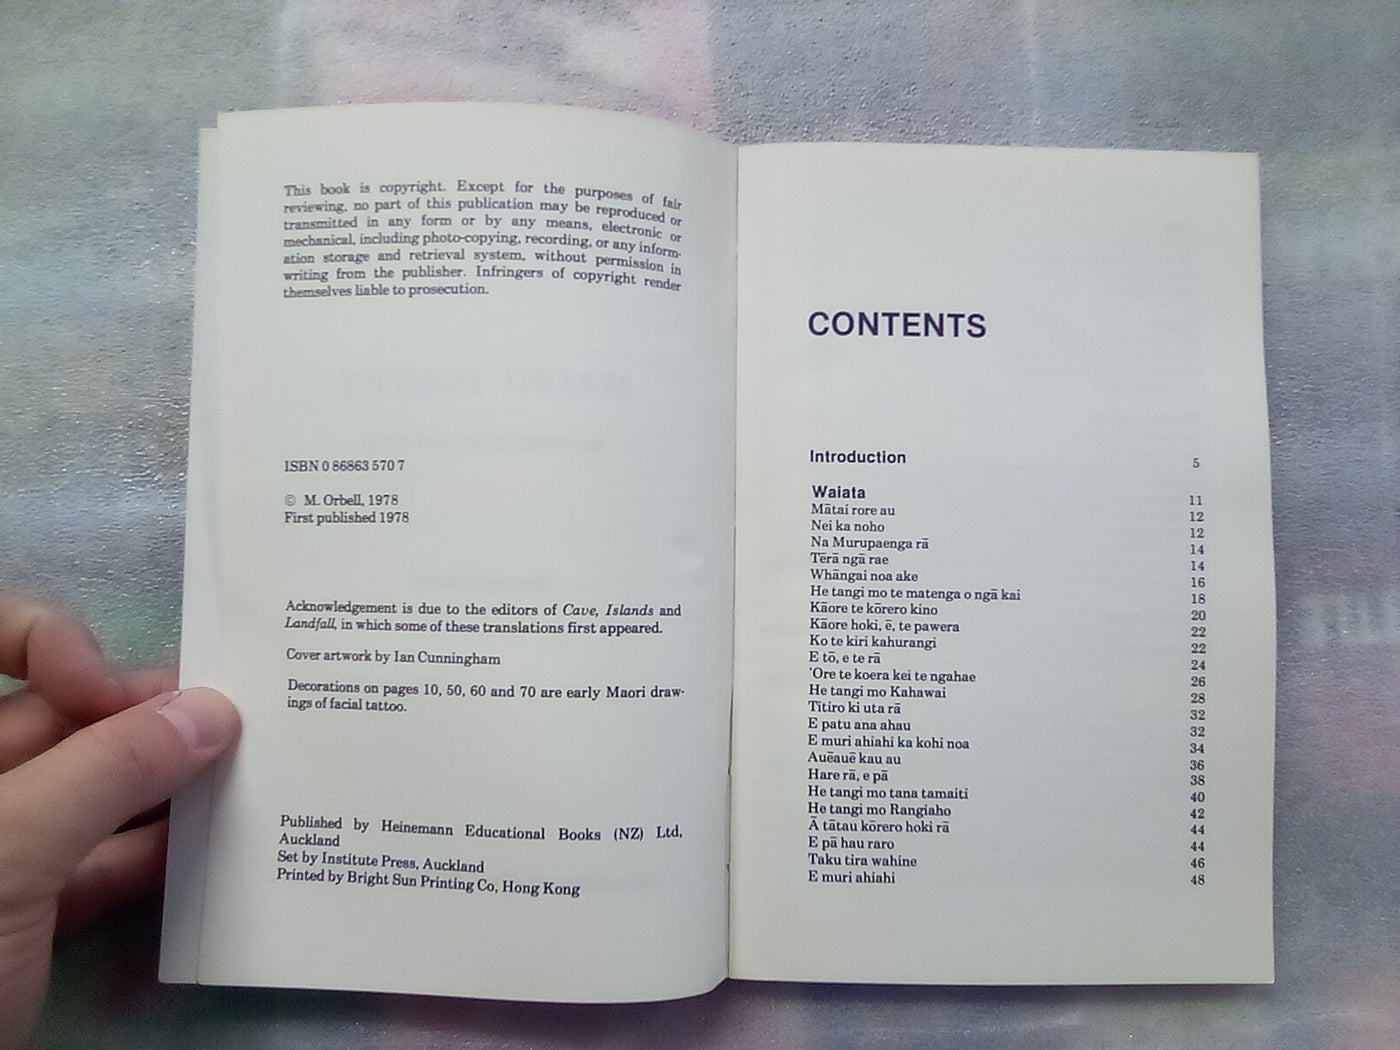 This book is copyright. Except for the purposes of fair
reviewing, no part of this publication may be reproduced or
transmitted in any form or by any means, electronic or
mechanical, including photo-copying, recording, or any inform-
ation storage and retrieval system, without permission in
writing from the publisher. Infringers of copyright render
themselves liable to prosecution.
ISBN 0 86863 570 7
© M. Orbell, 1978
First published 1978
Acknowledgement is due to the editors of Cave, Islands and
Landfall, in which some of these translations first appeared.
Cover artwork by Ian Cunningham
Decorations on pages 10, 50, 60 and 70 are early Maori draw-
ings of facial tattoo.
Published by Heinemann Educational Books (NZ) Ltd,
Auckland
Set by Institute Press, Auckland
Printed by Bright Sun Printing Co, Hong Kong
CONTENTS
Introduction 5
Waiata 11
Mātai rore au 12
Nei ka noho 12
Na Murupaenga rā 14
Tērā ngā rae 14
Whāngai noa ake 16
He tangi mo te matenga o ngā kai 18
Kāore te kōrero kino 20
Kāore hoki, ē, te pawera 22
Ko te kiri kahurangi 22
E tō, e te rā 24
'Ore te koera kei te ngahae 26
He tangi mo Kahawai 28
Titiro ki uta rā 32
E patu ana ahau 32
E muri ahiahi ka kohi noa 34
Auēauē kau au 36
Hare rā, e pā 38
He tangi mo tana tamaiti 40
He tangi mo Rangiaho 42
Ā tātau kōrero hoki rā 44
E pā hau raro 44
Taku tira wahine 46
E muri ahiahi 48